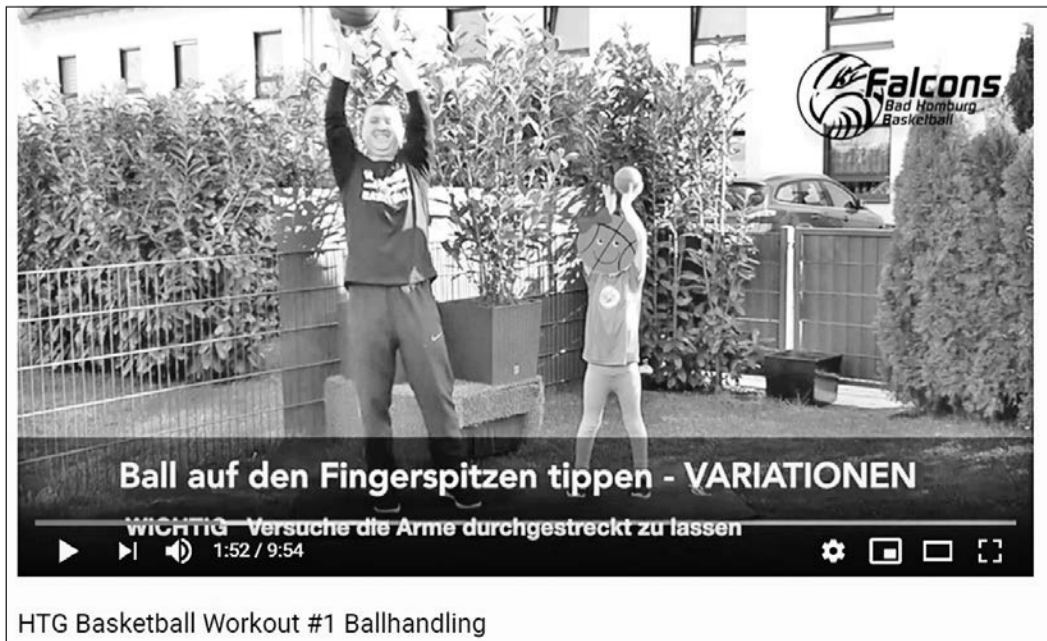 Falcons
Bad Homburg
Basketball
Ball auf den Fingerspitzen tippen - VARIATIONEN
WICHTIG Versuche die Arme durchgestreckt zu lassen
1:52 / 9:54
HTG Basketball Workout #1 Ballhandling